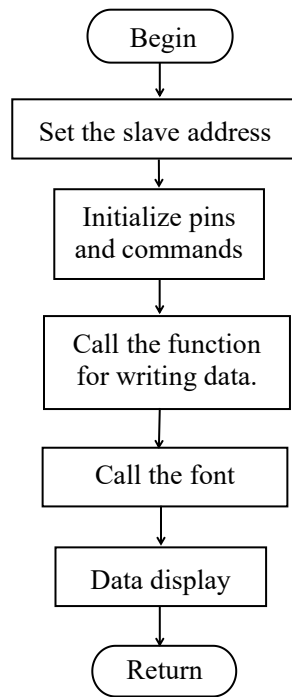 Begin
Set the slave address
Initialize pins
and commands
Call the function
for writing data.
Call the font
Data display
Return